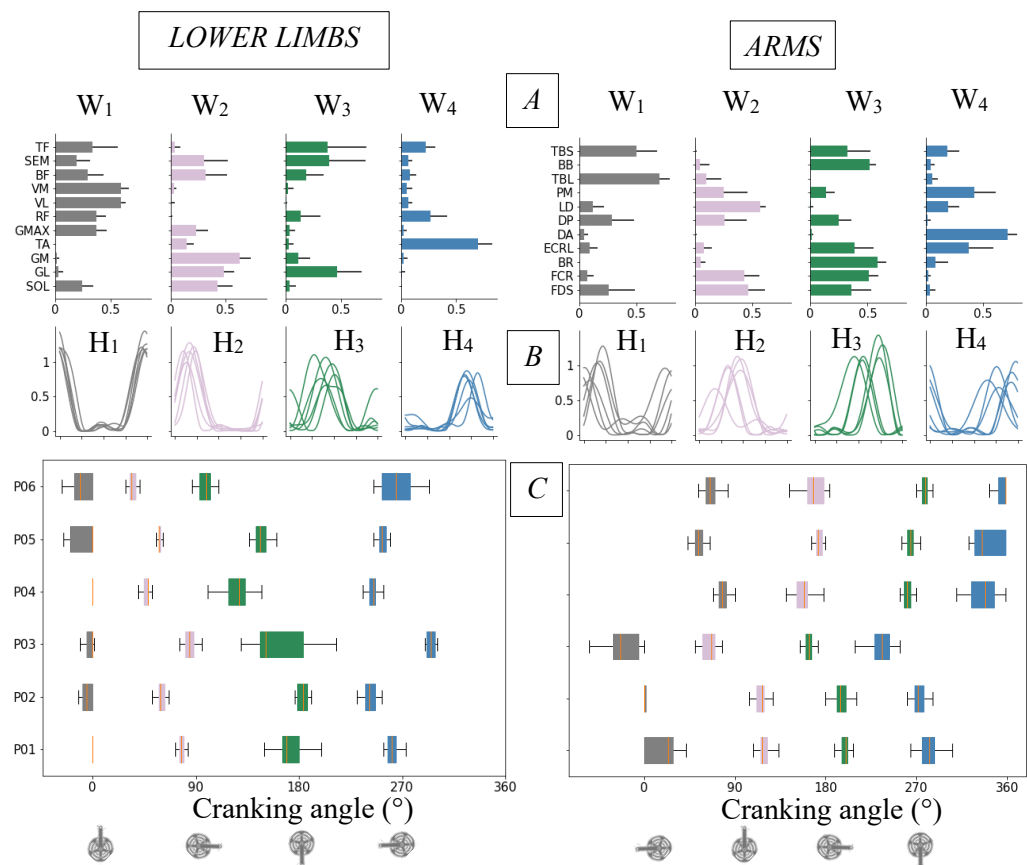 LOWER LIMBS
ARMS
A
W1 W2 W3 W4
W1 W2 W3 W4
TF
SEM
BF
VM
VL
RF
GMAX
TA
GM
GL
SOL
0 0.5 0 0.5 0 0.5 0 0.5
TBS
BB
TBL
PM
LD
DP
DA
ECRL
BR
FCR
FDS
0 0.5 0 0.5 0 0.5 0 0.5
B
H1 H2 H3 H4
1
0.5
0
H1 H2 H3 H4
1
0.5
0
C
P06
P05
P04
P03
P02
P01
0 90 180 270 360
Cranking angle (°)
0 90 180 270 360
Cranking angle (°)